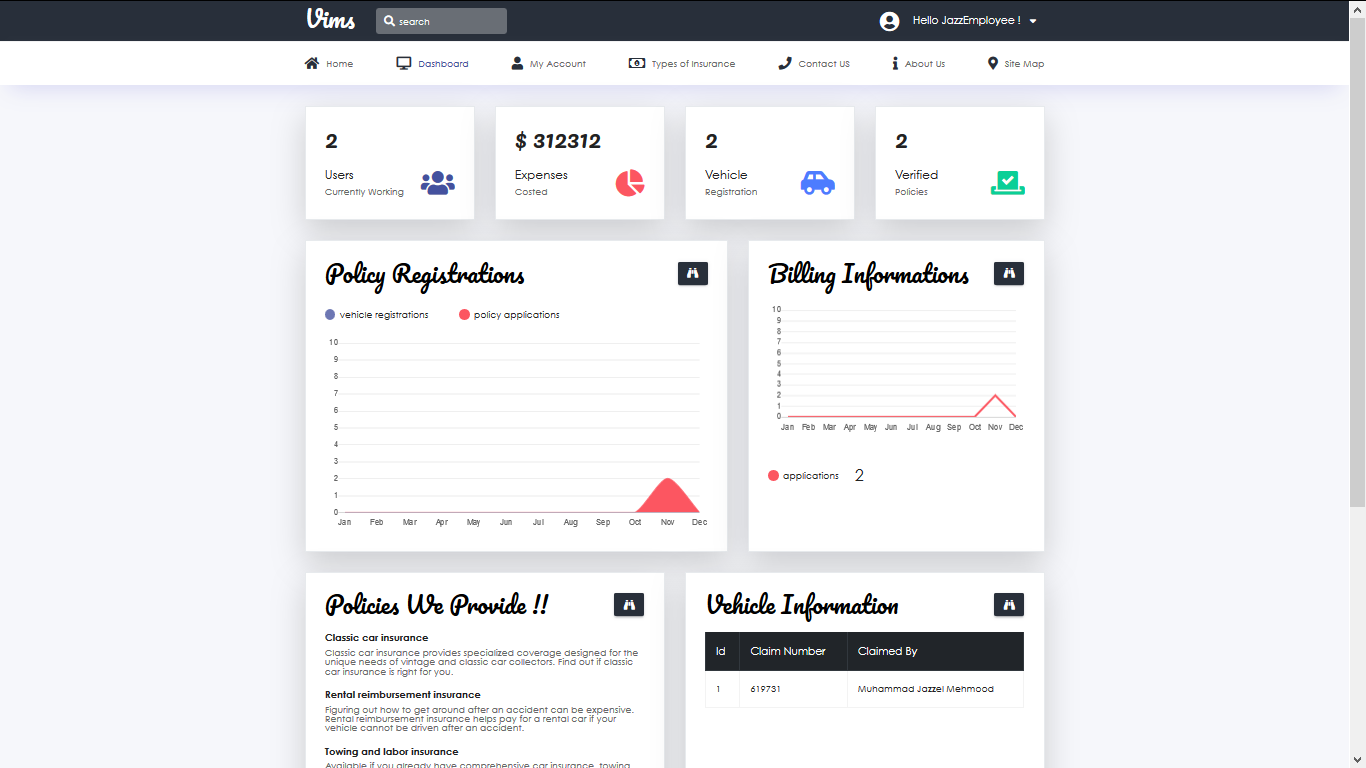 Vims
search
Hello JazzEmployee !
Home
Dashboard
My Account
Types of Insurance
Contact US
About Us
Site Map
2
Users
Currently Working
$ 312312
Expenses
Costed
2
Vehicle
Registration
2
Verified
Policies
Policy Registrations
vehicle registrations
policy applications
10
9
8
7
6
5
4
3
2
1
0
Jan Feb Mar Apr May Jun Jul Aug Sep Oct Nov Dec
Billing Informations
10
9
8
7
6
5
4
3
2
1
0
Jan Feb Mar Apr May Jun Jul Aug Sep Oct Nov Dec
applications 2
Policies We Provide !!
Classic car insurance
Classic car insurance provides specialized coverage designed for the
unique needs of vintage and classic car collectors. Find out if classic
car insurance is right for you.
Rental reimbursement insurance
Figuring out how to get around after an accident can be expensive.
Rental reimbursement insurance helps pay for a rental car if your
vehicle cannot be driven after an accident.
Towing and labor insurance
Available if you already have comprehensive car insurance, towing
Vehicle Information
Id Claim Number Claimed By
1 619731 Muhammad Jazzel Mehmood